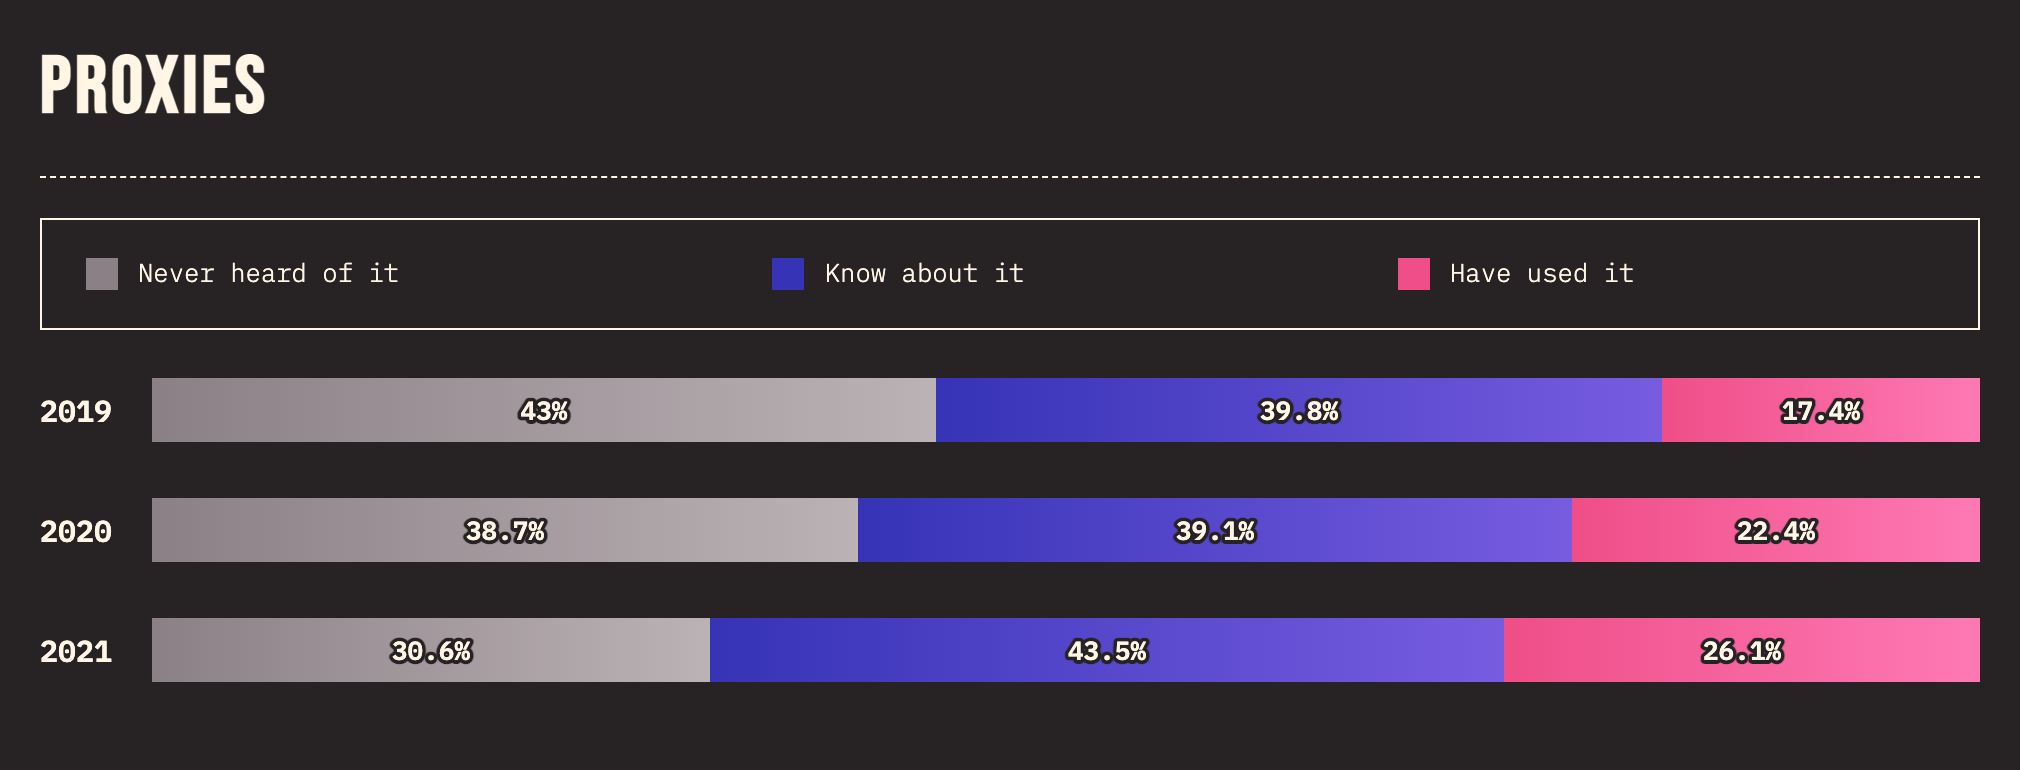 PROXIES
Never heard of it Know about it Have used it
2019 43% 39.8% 17.4%
2020 38.7% 39.1% 22.4%
2021 30.6% 43.5% 26.1%